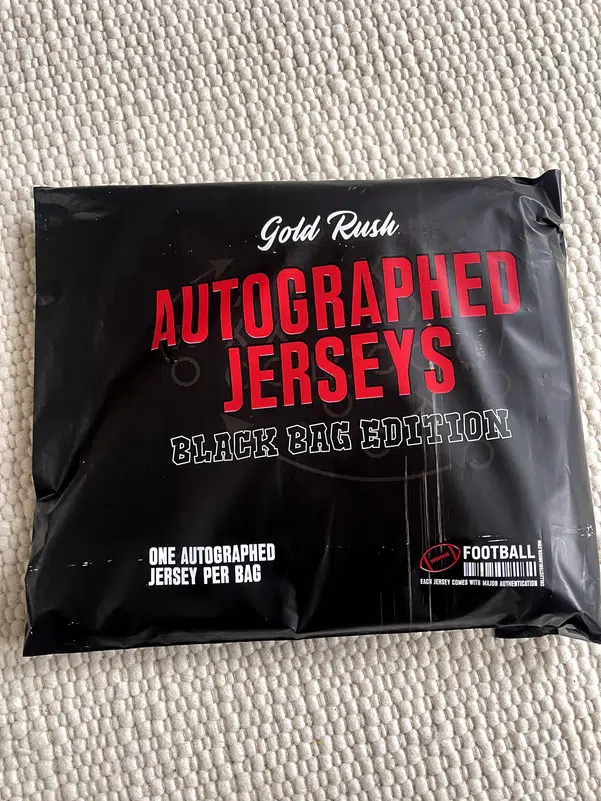 Gold Rush
AUTOGRAPHED
JERSEYS
BLACK BAG EDITION
ONE AUTOGRAPHED
JERSEY PER BAG
FOOTBALL
EACH JERSEY COMES WITH MAJOR AUTHENTICATION